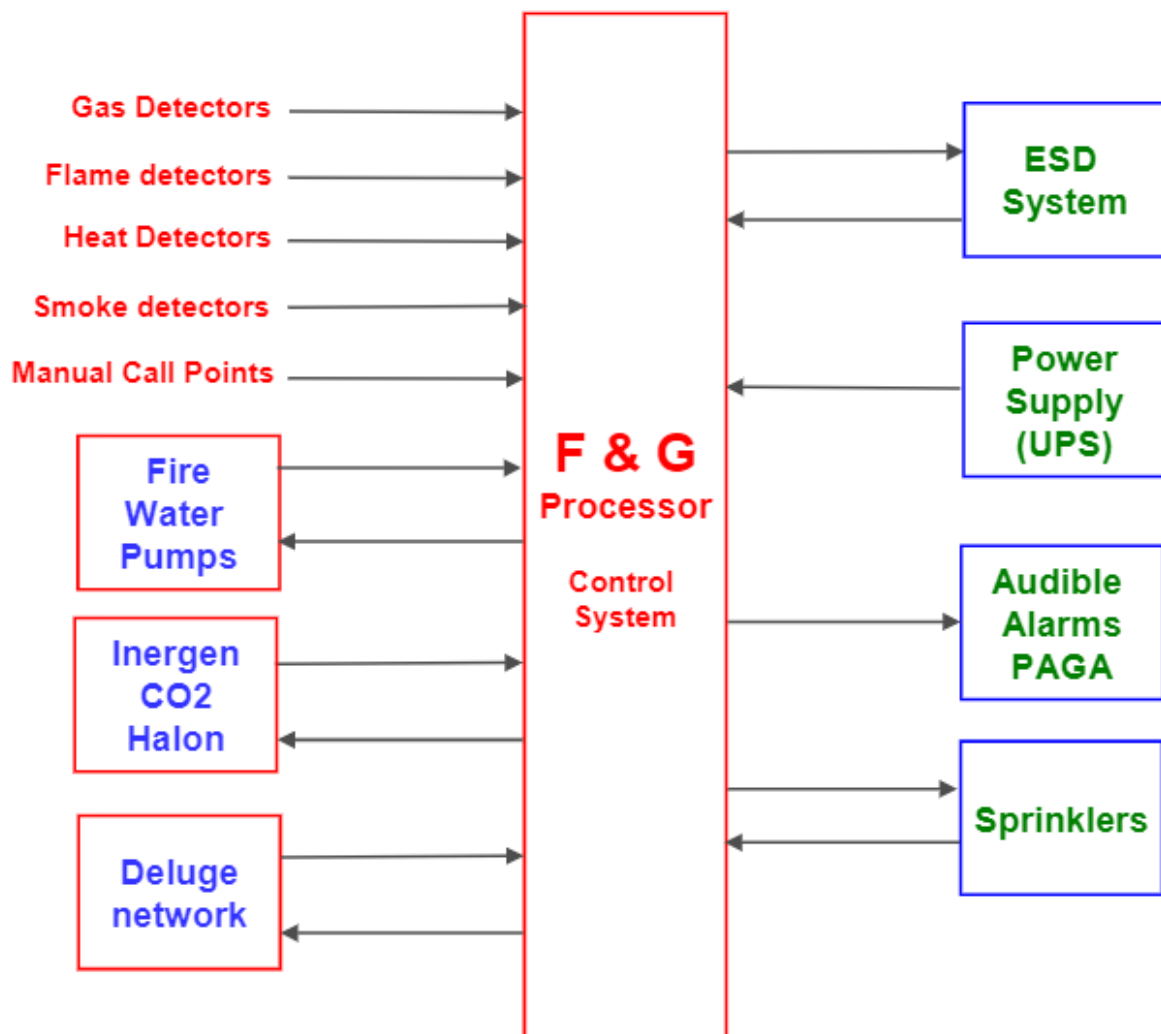 Gas Detectors
Flame detectors
Heat Detectors
Smoke detectors
Manual Call Points
Fire
Water
Pumps
Inergen
CO2
Halon
Deluge
network
F & G
Processor
Control
System
ESD
System
Power
Supply
(UPS)
Audible
Alarms
PAGA
Sprinklers